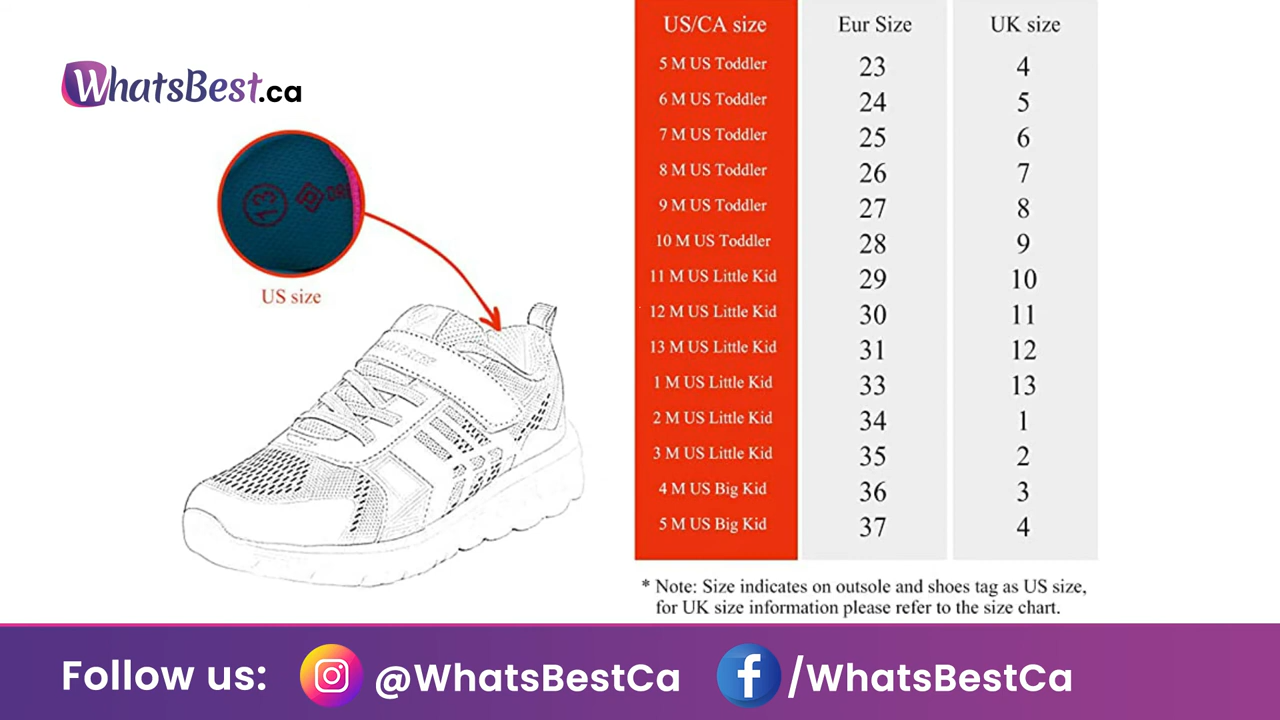 WhatsBest.ca
13
US size
US/CA size Eur Size UK size
5 M US Toddler 23 4
6 M US Toddler 24 5
7 M US Toddler 25 6
8 M US Toddler 26 7
9 M US Toddler 27 8
10 M US Toddler 28 9
11 M US Little Kid 29 10
12 M US Little Kid 30 11
13 M US Little Kid 31 12
1 M US Little Kid 33 13
2 M US Little Kid 34 1
3 M US Little Kid 35 2
4 M US Big Kid 36 3
5 M US Big Kid 37 4
* Note: Size indicates on outsole and shoes tag as US size,
for UK size information please refer to the size chart.
Follow us: @WhatsBestCa /WhatsBestCa